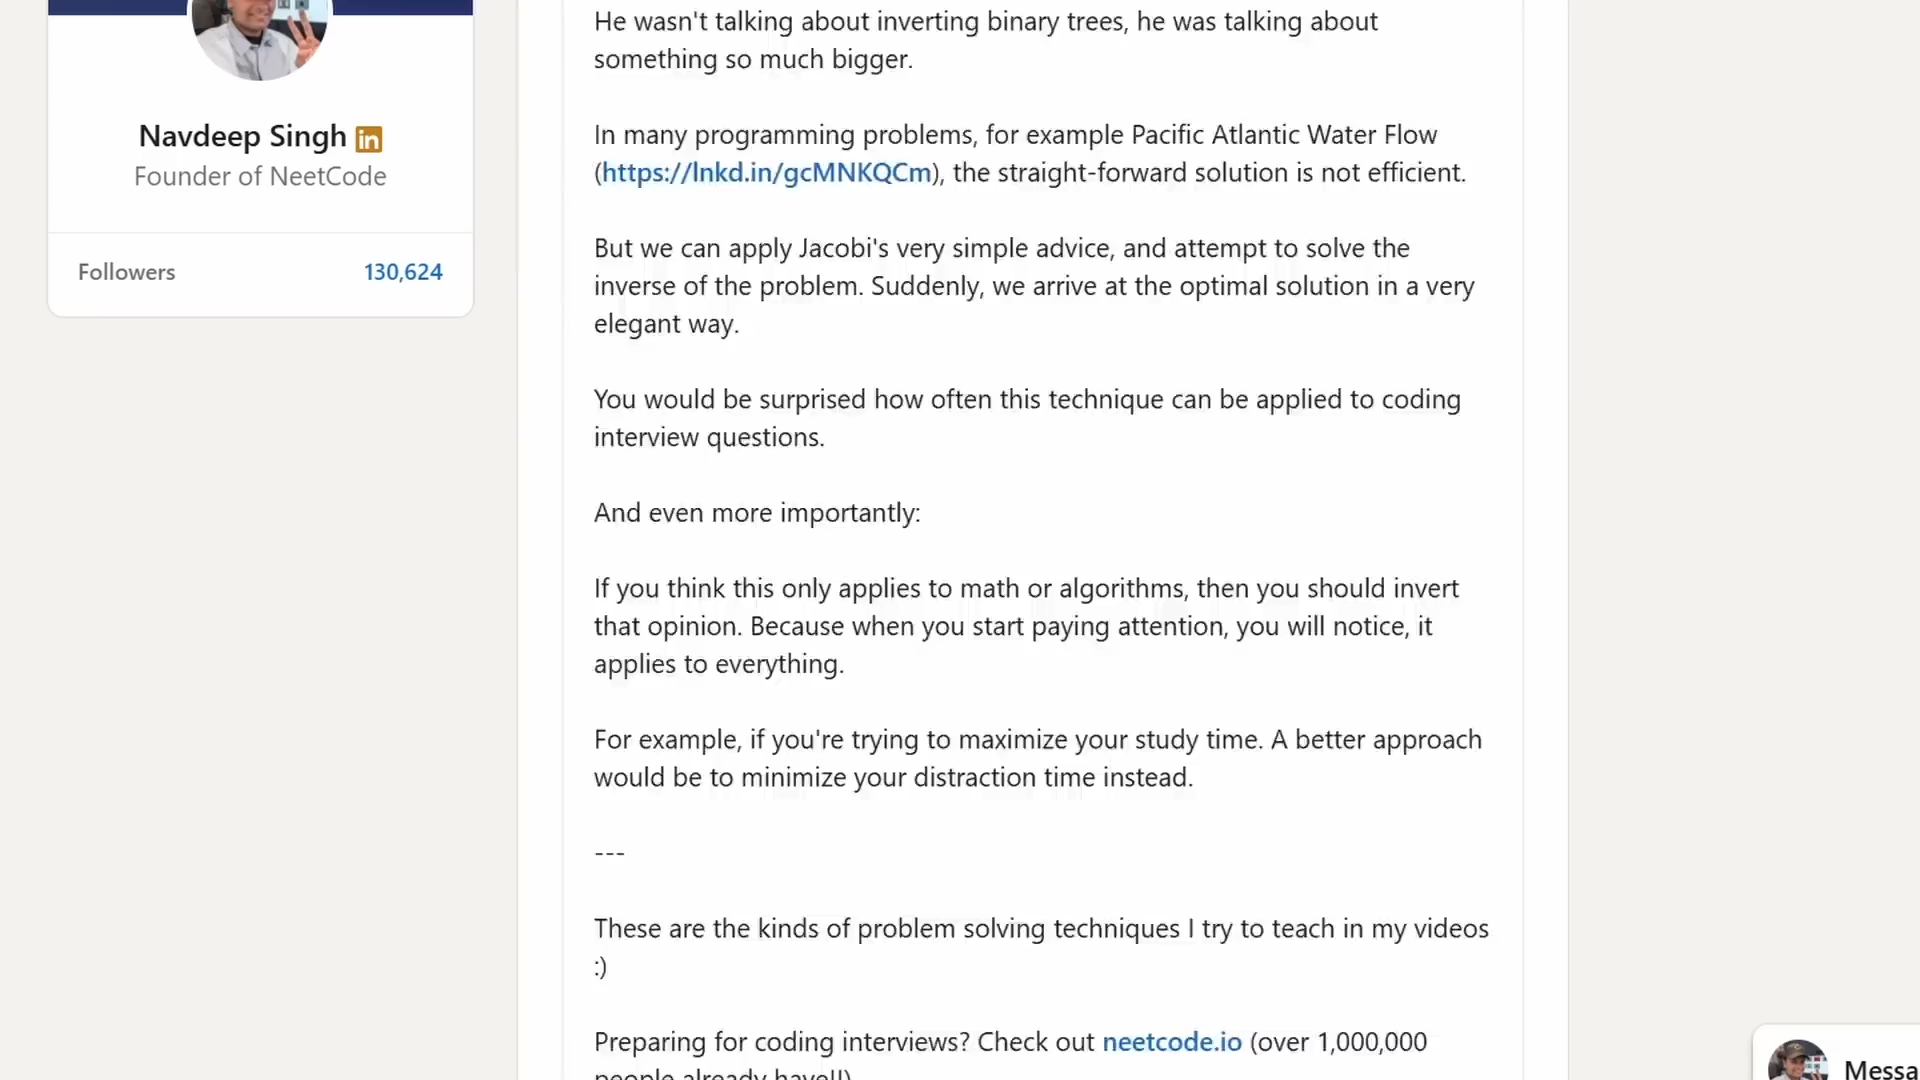 He wasn't talking about inverting binary trees, he was talking about
something so much bigger.
Navdeep Singh in
Founder of NeetCode
Followers 130,624
In many programming problems, for example Pacific Atlantic Water Flow
(https://lnkd.in/gcMNKQCm), the straight-forward solution is not efficient.
But we can apply Jacobi's very simple advice, and attempt to solve the
inverse of the problem. Suddenly, we arrive at the optimal solution in a very
elegant way.
You would be surprised how often this technique can be applied to coding
interview questions.
And even more importantly:
If you think this only applies to math or algorithms, then you should invert
that opinion. Because when you start paying attention, you will notice, it
applies to everything.
For example, if you're trying to maximize your study time. A better approach
would be to minimize your distraction time instead.
---
These are the kinds of problem solving techniques I try to teach in my videos
:)
Preparing for coding interviews? Check out neetcode.io (over 1,000,000
people already have!!)
Messa